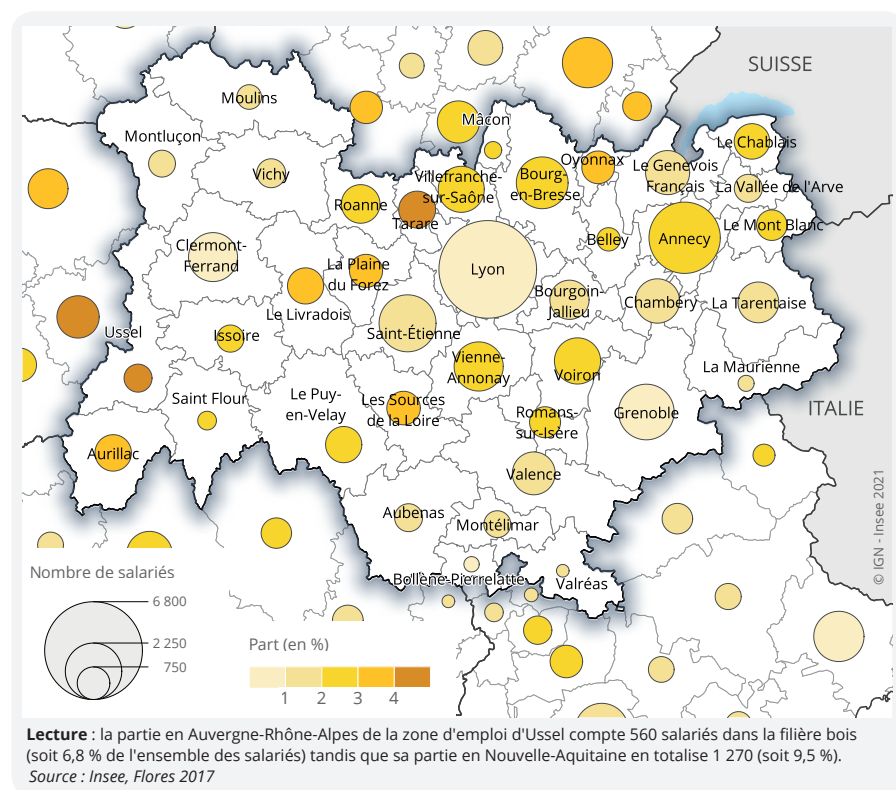 SUISSE
Moulins
Mâcon
Montluçon
Le Chablais
Oyonnax
Le Genevois
Français
Vichy
Villefranche-
sur-Saône
Bourg-
en-Bresse
La Vallée de l'Arve
Roanne
Tarare
Le Mont Blanc
Belley
Annecy
Clermont-
Ferrand
La Plaine
du Forez
Lyon
Bourgoin-
Jallieu
Chambéry
La Tarentaise
Le Livradois
Ussel
Issoire
Saint-Étienne
Vienne-
Annonay
Voiron
La Maurienne
Saint Flour
Le Puy-
en-Velay
Les Sources
de la Loire
Romans-
sur-Isère
Grenoble
ITALIE
Aurillac
Valence
Aubenas
Montélimar
Bollène-Pierrelatte
Valréas
© IGN - Insee 2021
Nombre de salariés
6 800
2 250
750
Part (en %)
1 2 3 4
Lecture : la partie en Auvergne-Rhône-Alpes de la zone d'emploi d'Ussel compte 560 salariés dans la filière bois
(soit 6,8 % de l'ensemble des salariés) tandis que sa partie en Nouvelle-Aquitaine en totalise 1 270 (soit 9,5 %).
Source : Insee, Flores 2017